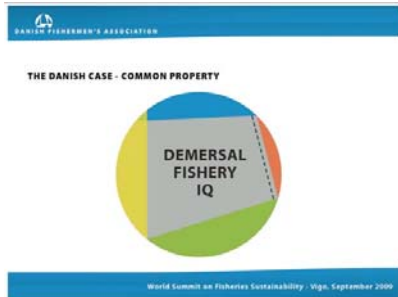 DANISH FISHERMEN'S ASSOCIATION
THE DANISH CASE - COMMON PROPERTY
DEMERSAL
FISHERY
IQ
World Summit on Fisheries Sustainability - Vigo, September 2009